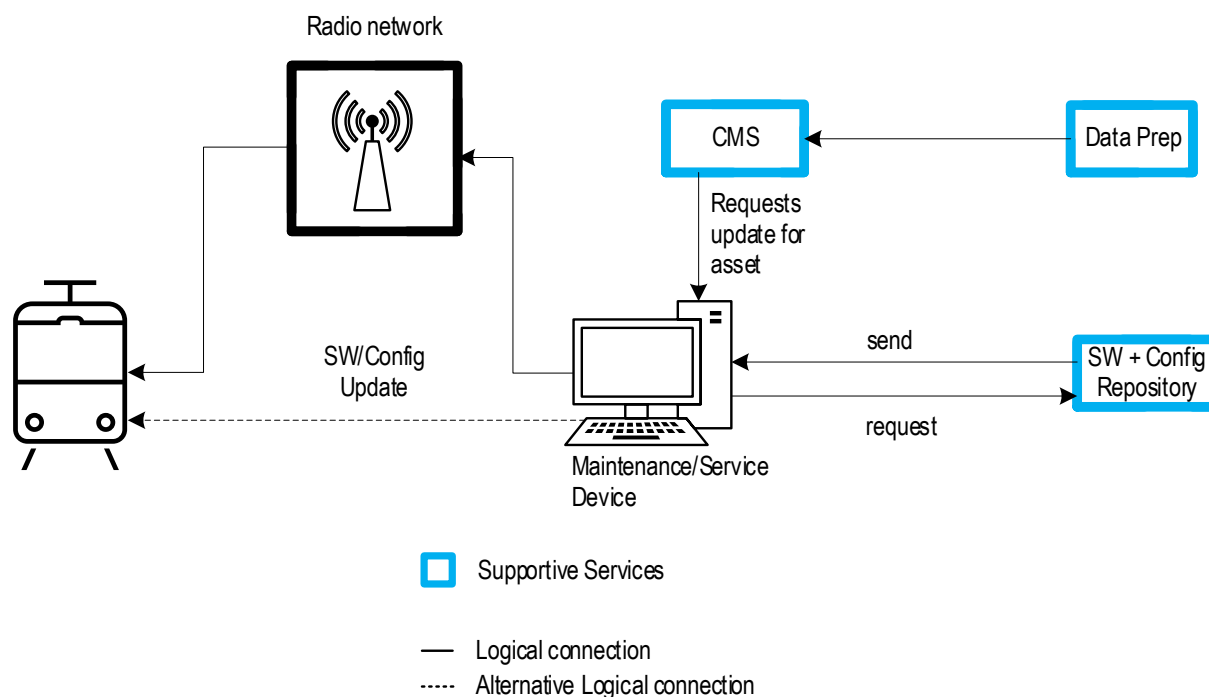 Radio network
CMS
Data Prep
Requests
update for
asset
SW/Config
Update
send
SW + Config
Repository
request
Maintenance/Service
Device
Supportive Services
Logical connection
Alternative Logical connection